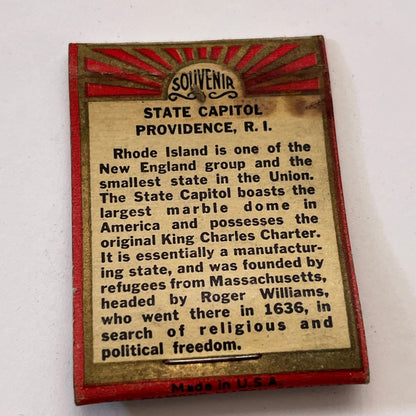 SOUVENIR
STATE CAPITOL
PROVIDENCE, R. I.
Rhode Island is one of the
New England group and the
smallest state in the Union.
The State Capitol boasts the
largest marble dome in
America and possesses the
original King Charles Charter.
It is essentially a manufactur-
ing state, and was founded by
refugees from Massachusetts,
headed by Roger Williams,
who went there in 1636, in
search of religious and
political freedom.
Made in U.S.A.